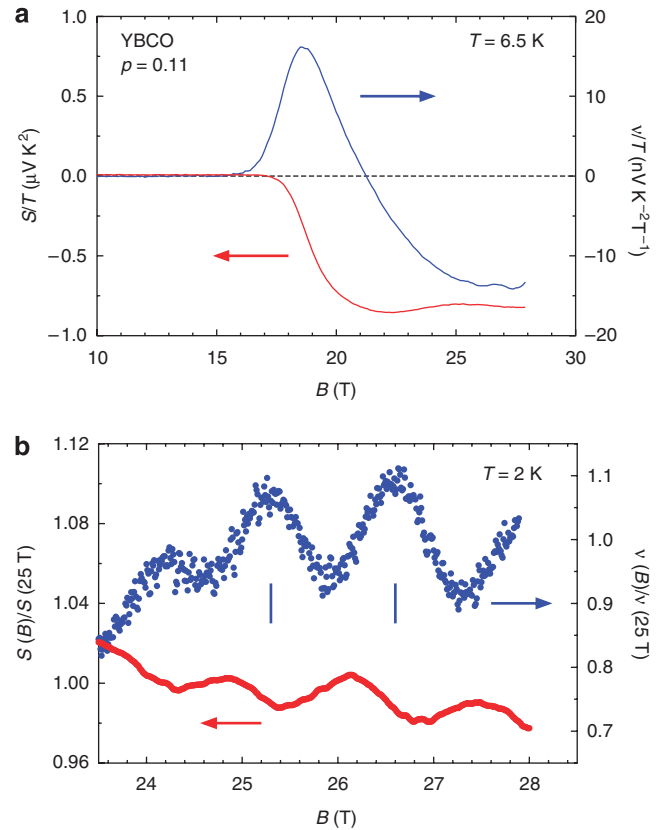 a
YBCO
p = 0.11
T = 6.5 K
1.0
0.5
0.0
−0.5
−1.0
S/T (μV K²)
20
10
0
−10
−20
ν/T (nV K⁻²T⁻¹)
10
15
20
25
30
B (T)
b
T = 2 K
1.12
1.08
1.04
1.00
0.96
S (B)/S (25 T)
1.1
1.0
0.9
0.8
0.7
ν (B)/ν (25 T)
24
25
26
27
28
B (T)